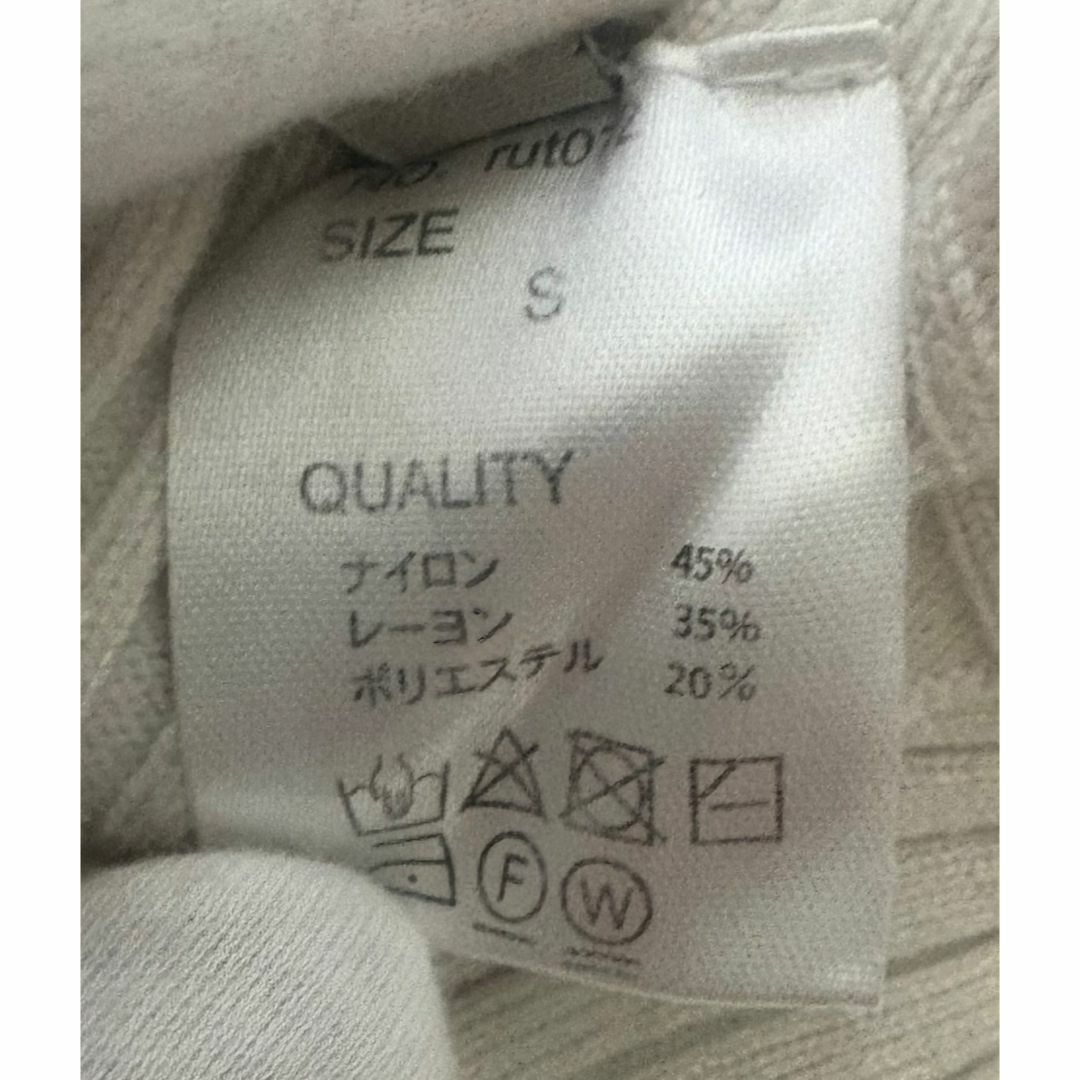 SIZE
S
QUALITY
ナイロン 45%
レーヨン 35%
ポリエステル 20%
F W